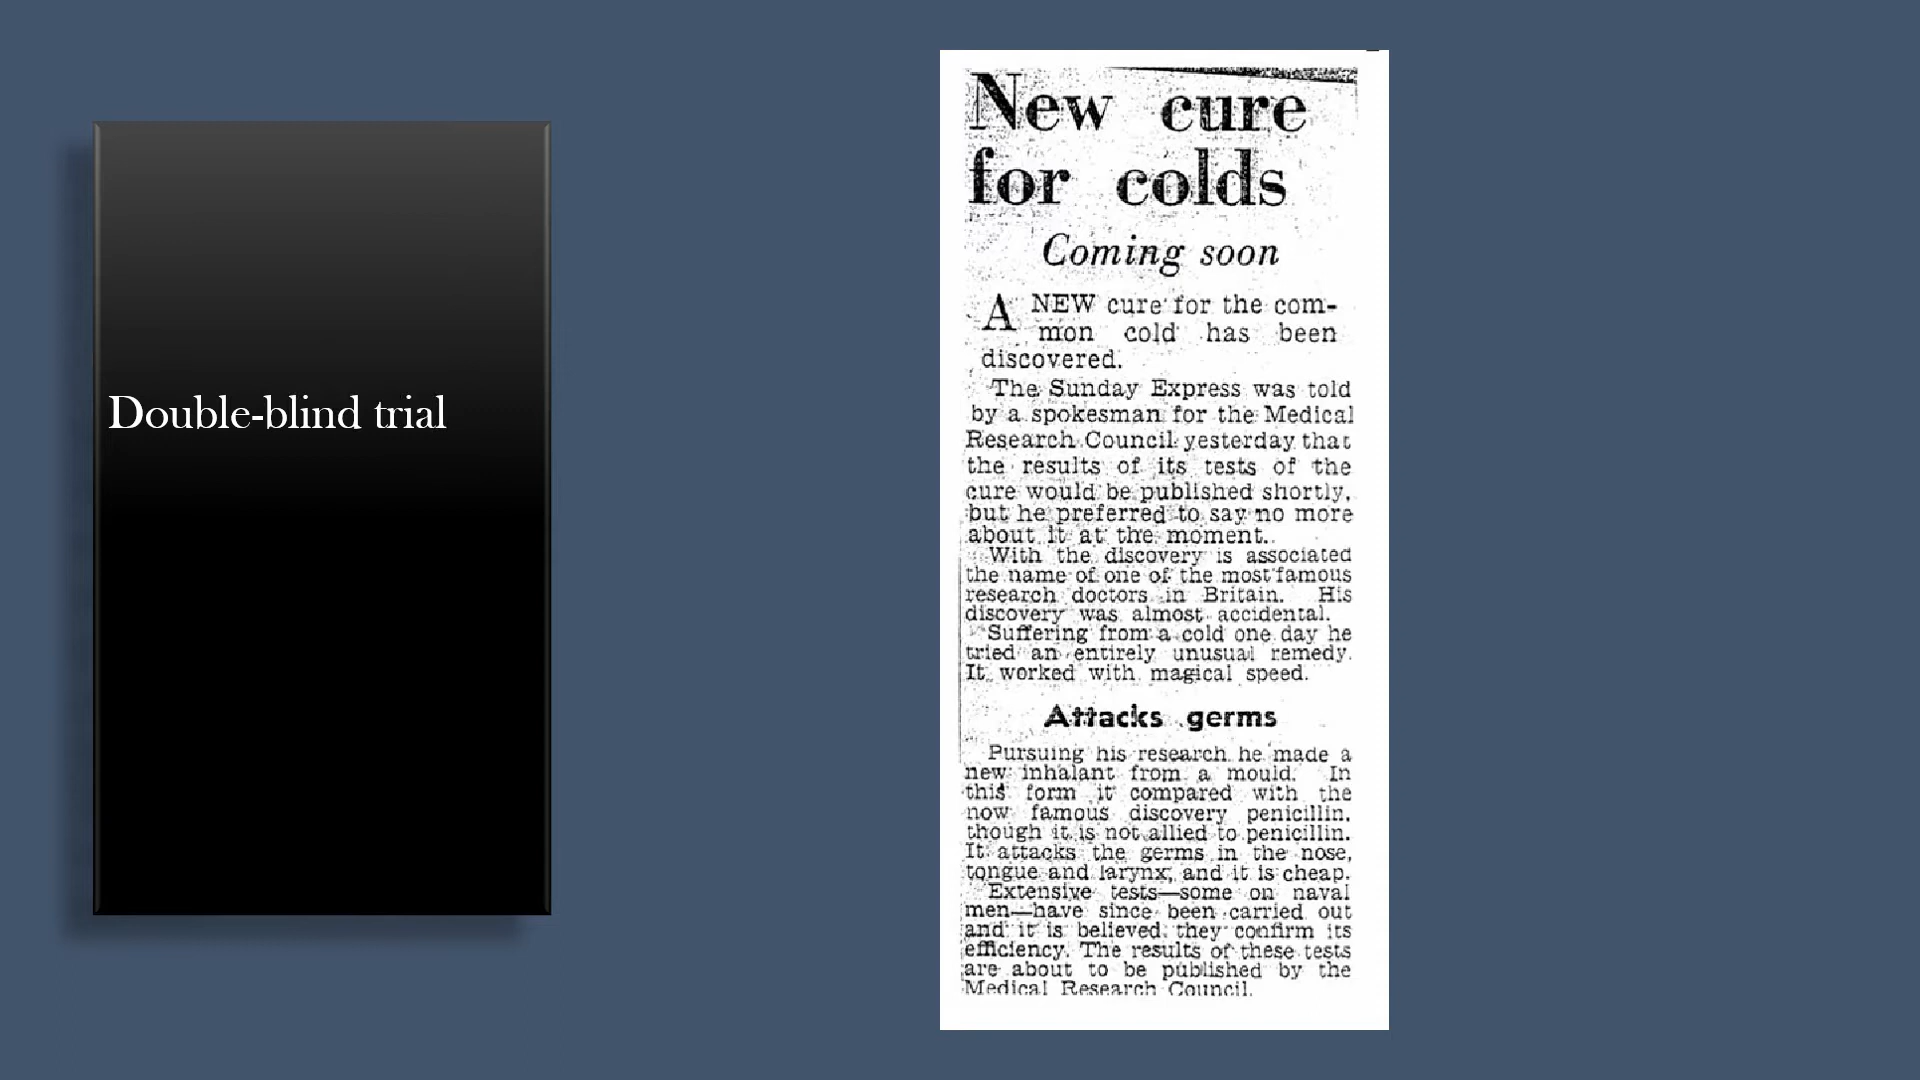 Double-blind trial
New cure
for colds
Coming soon
A NEW cure for the com-
mon cold has been
discovered.
The Sunday Express was told
by a spokesman for the Medical
Research Council yesterday that
the results of its tests of the
cure would be published shortly,
but he preferred to say no more
about it at the moment.
With the discovery is associated
the name of one of the most famous
research doctors in Britain. His
discovery was almost accidental.
Suffering from a cold one day he
tried an entirely unusual remedy.
It worked with magical speed.
Attacks germs
Pursuing his research he made a
new inhalant from a mould. In
this form it compared with the
now famous discovery penicillin,
though it is not allied to penicillin.
It attacks the germs in the nose,
tongue and larynx, and it is cheap.
Extensive tests—some on naval
men—have since been carried out
and it is believed they confirm its
efficiency. The results of these tests
are about to be published by the
Medical Research Council.